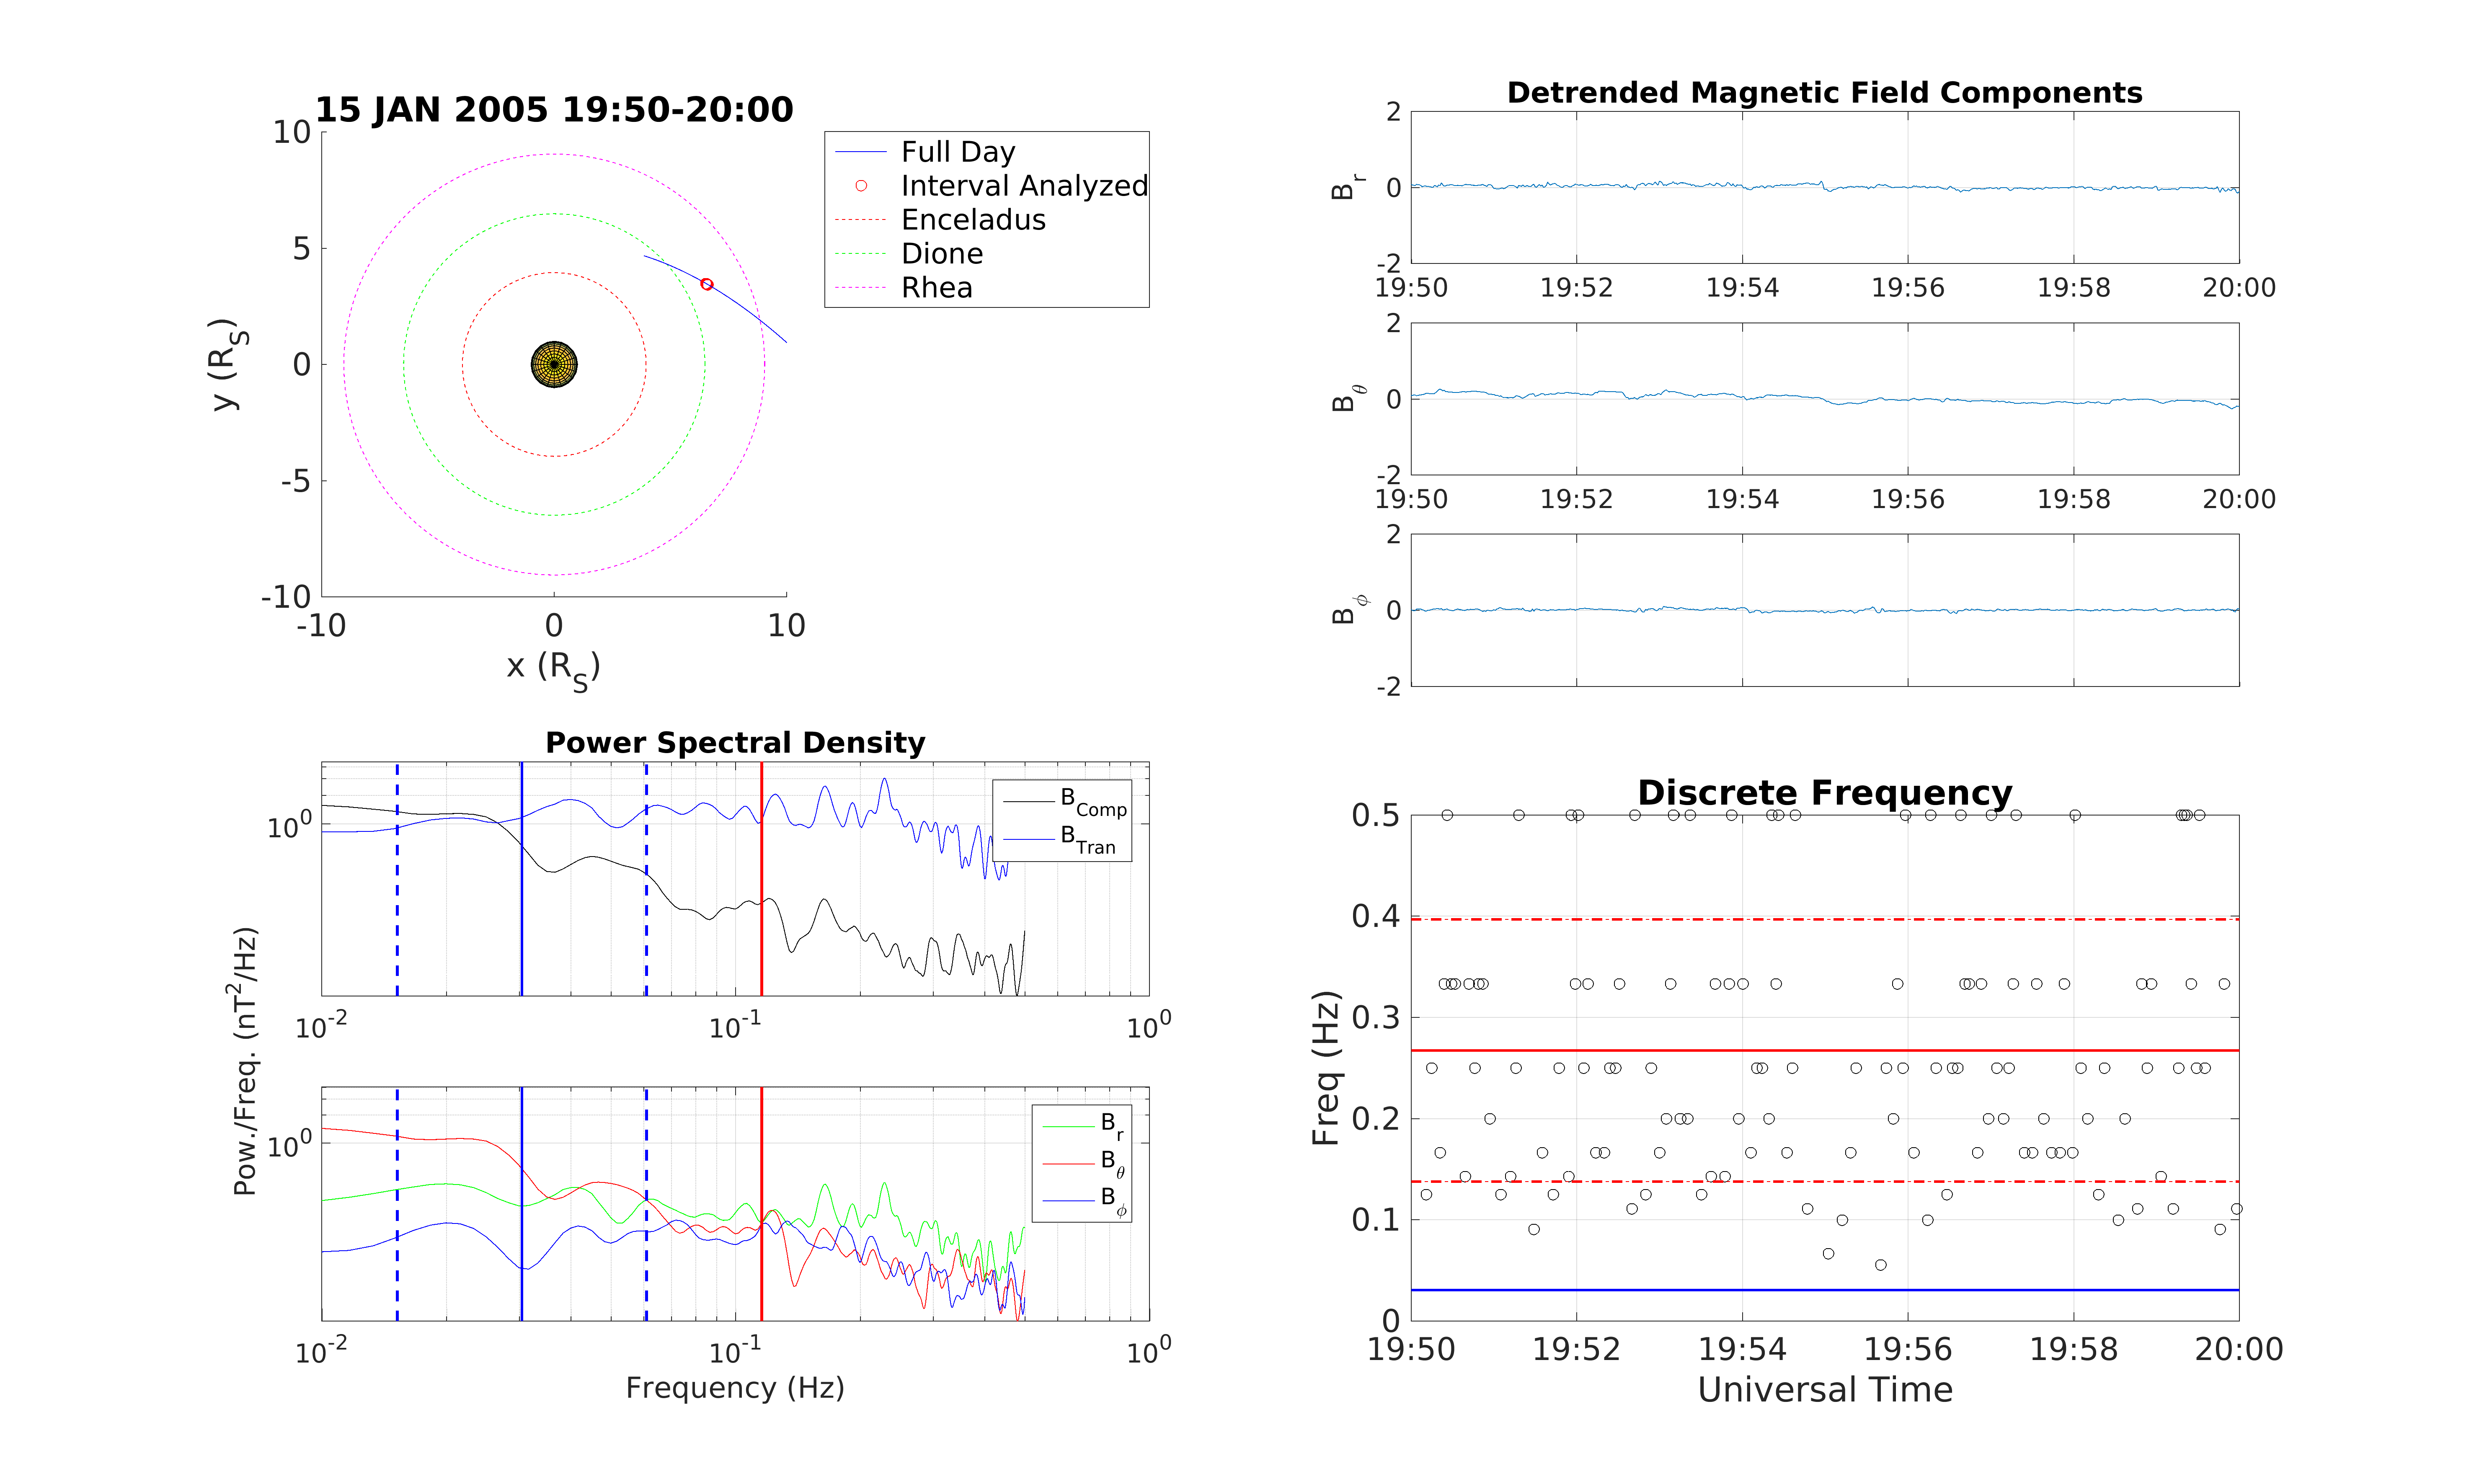 15 JAN 2005 19:50-20:00
10
5
0
-5
-10
-10
0
10
y (R_S)
x (R_S)
Full Day
Interval Analyzed
Enceladus
Dione
Rhea
Detrended Magnetic Field Components
2
0
-2
B_r
19:50
19:52
19:54
19:56
19:58
20:00
2
0
-2
B_θ
19:50
19:52
19:54
19:56
19:58
20:00
2
0
-2
B_ϕ
Power Spectral Density
10^0
B_Comp
B_Tran
10^-2
10^-1
10^0
Pow./Freq. (nT^2/Hz)
10^0
B_r
B_θ
B_ϕ
10^-2
10^-1
10^0
Frequency (Hz)
Discrete Frequency
0.5
0.4
0.3
0.2
0.1
0
Freq (Hz)
19:50
19:52
19:54
19:56
19:58
20:00
Universal Time